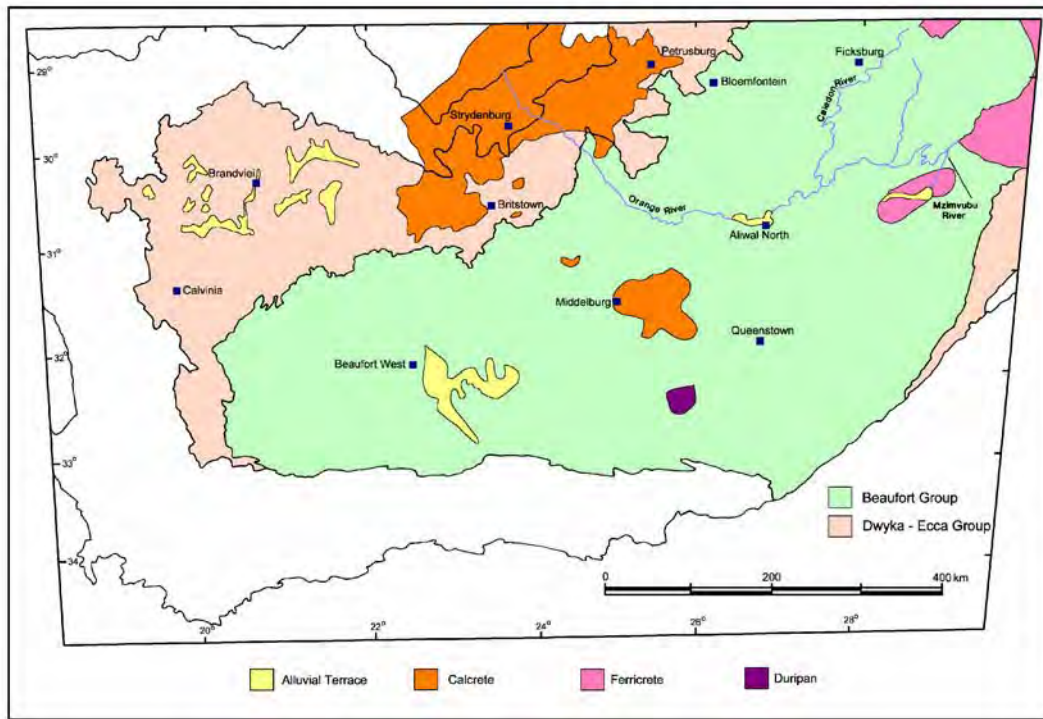 Petrusburg
Ficksburg
29°
Bloemfontein
Caledon River
Strydenburg
30°
Brandvlei
Britstown
Orange River
Mzimvubu
River
Aliwal North
31°
Calvinia
Middelburg
Queenstown
32°
Beaufort West
33°
Beaufort Group
Dwyka - Ecca Group
34°
0 200 400 km
20° 22° 24° 26° 28°
Alluvial Terrace Calcrete Ferricrete Duripan